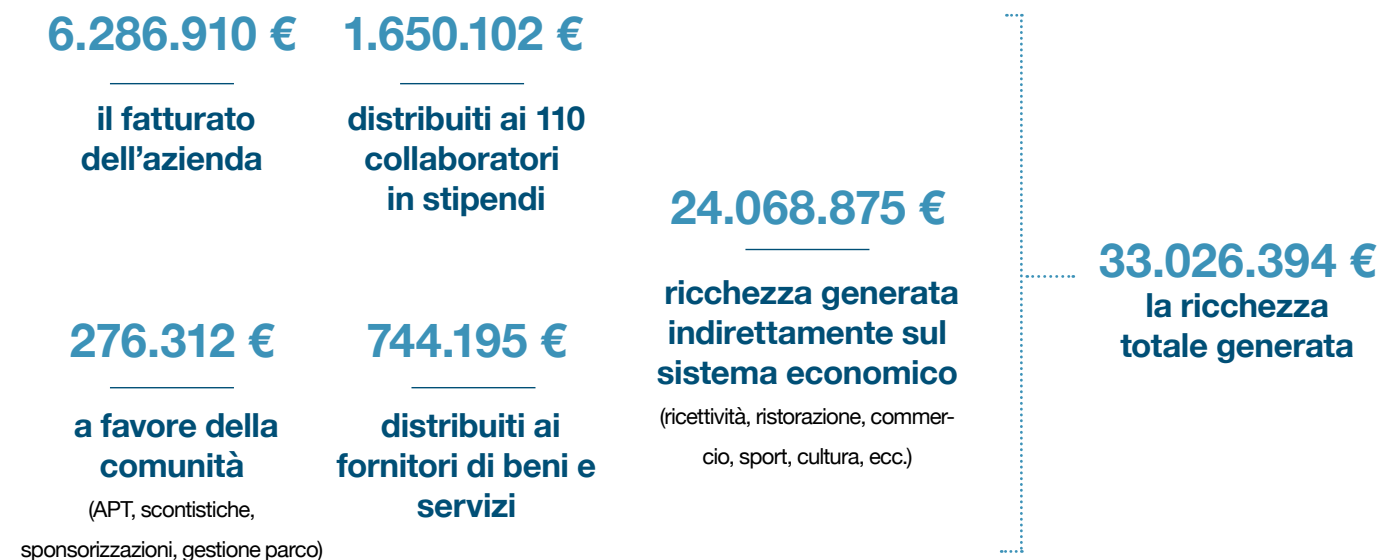 6.286.910 €
il fatturato
dell’azienda
1.650.102 €
distribuiti ai 110
collaboratori
in stipendi
276.312 €
a favore della
comunità
(APT, scontistiche,
sponsorizzazioni, gestione parco)
744.195 €
distribuiti ai
fornitori di beni e
servizi
24.068.875 €
ricchezza generata
indirettamente sul
sistema economico
(ricettività, ristorazione, commer-
cio, sport, cultura, ecc.)
33.026.394 €
la ricchezza
totale generata